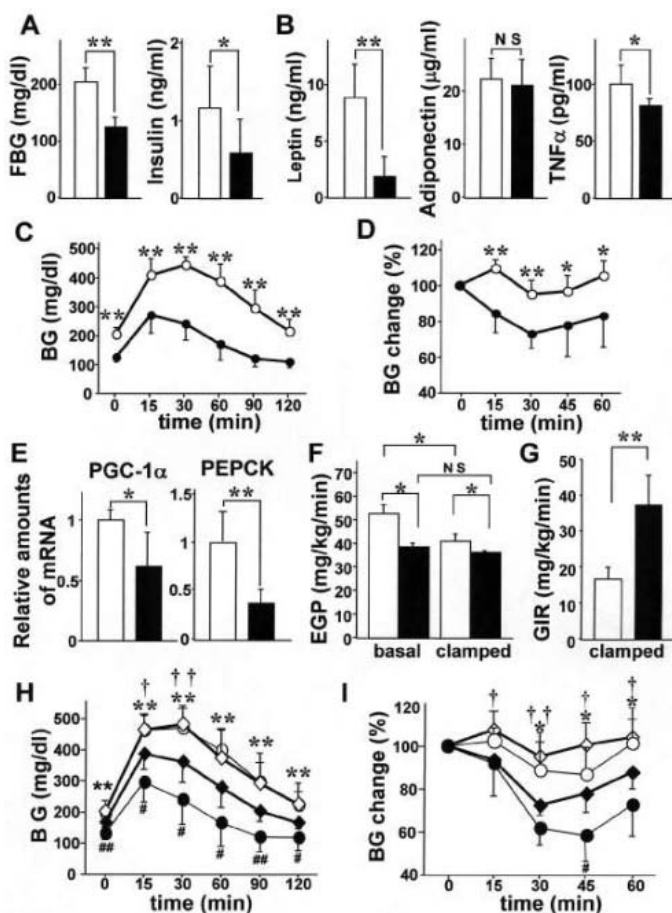 A
FBG (mg/dl)
200
100
0
**
Insulin (ng/ml)
2
1
0
*
B
Leptin (ng/ml)
10
5
0
**
Adiponectin (μg/ml)
20
0
N S
TNFα (pg/ml)
100
50
0
*
C
BG (mg/dl)
500
400
300
200
100
0
** ** ** ** ** **
0 15 30 60 90 120
time (min)
D
BG change (%)
120
100
80
60
40
** ** * *
0 15 30 45 60
time (min)
E
Relative amounts
of mRNA
PGC-1α
1
0.5
0
*
PEPCK
1.5
1
0.5
0
**
F
EGP (mg/kg/min)
70
60
50
40
30
20
10
0
*
N S
* *
basal clamped
G
GIR (mg/kg/min)
50
40
30
20
10
0
**
clamped
H
BG (mg/dl)
500
400
300
200
100
0
† ††
** ** ** ** ** **
## # # # ## #
0 15 30 60 90 120
time (min)
I
BG change (%)
120
100
80
60
40
† †† † †
* * *
#
0 15 30 45 60
time (min)